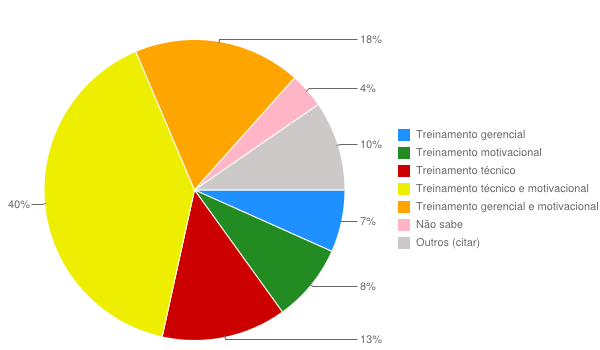 18%
4%
10%
7%
8%
13%
40%
Treinamento gerencial
Treinamento motivacional
Treinamento técnico
Treinamento técnico e motivacional
Treinamento gerencial e motivacional
Não sabe
Outros (citar)